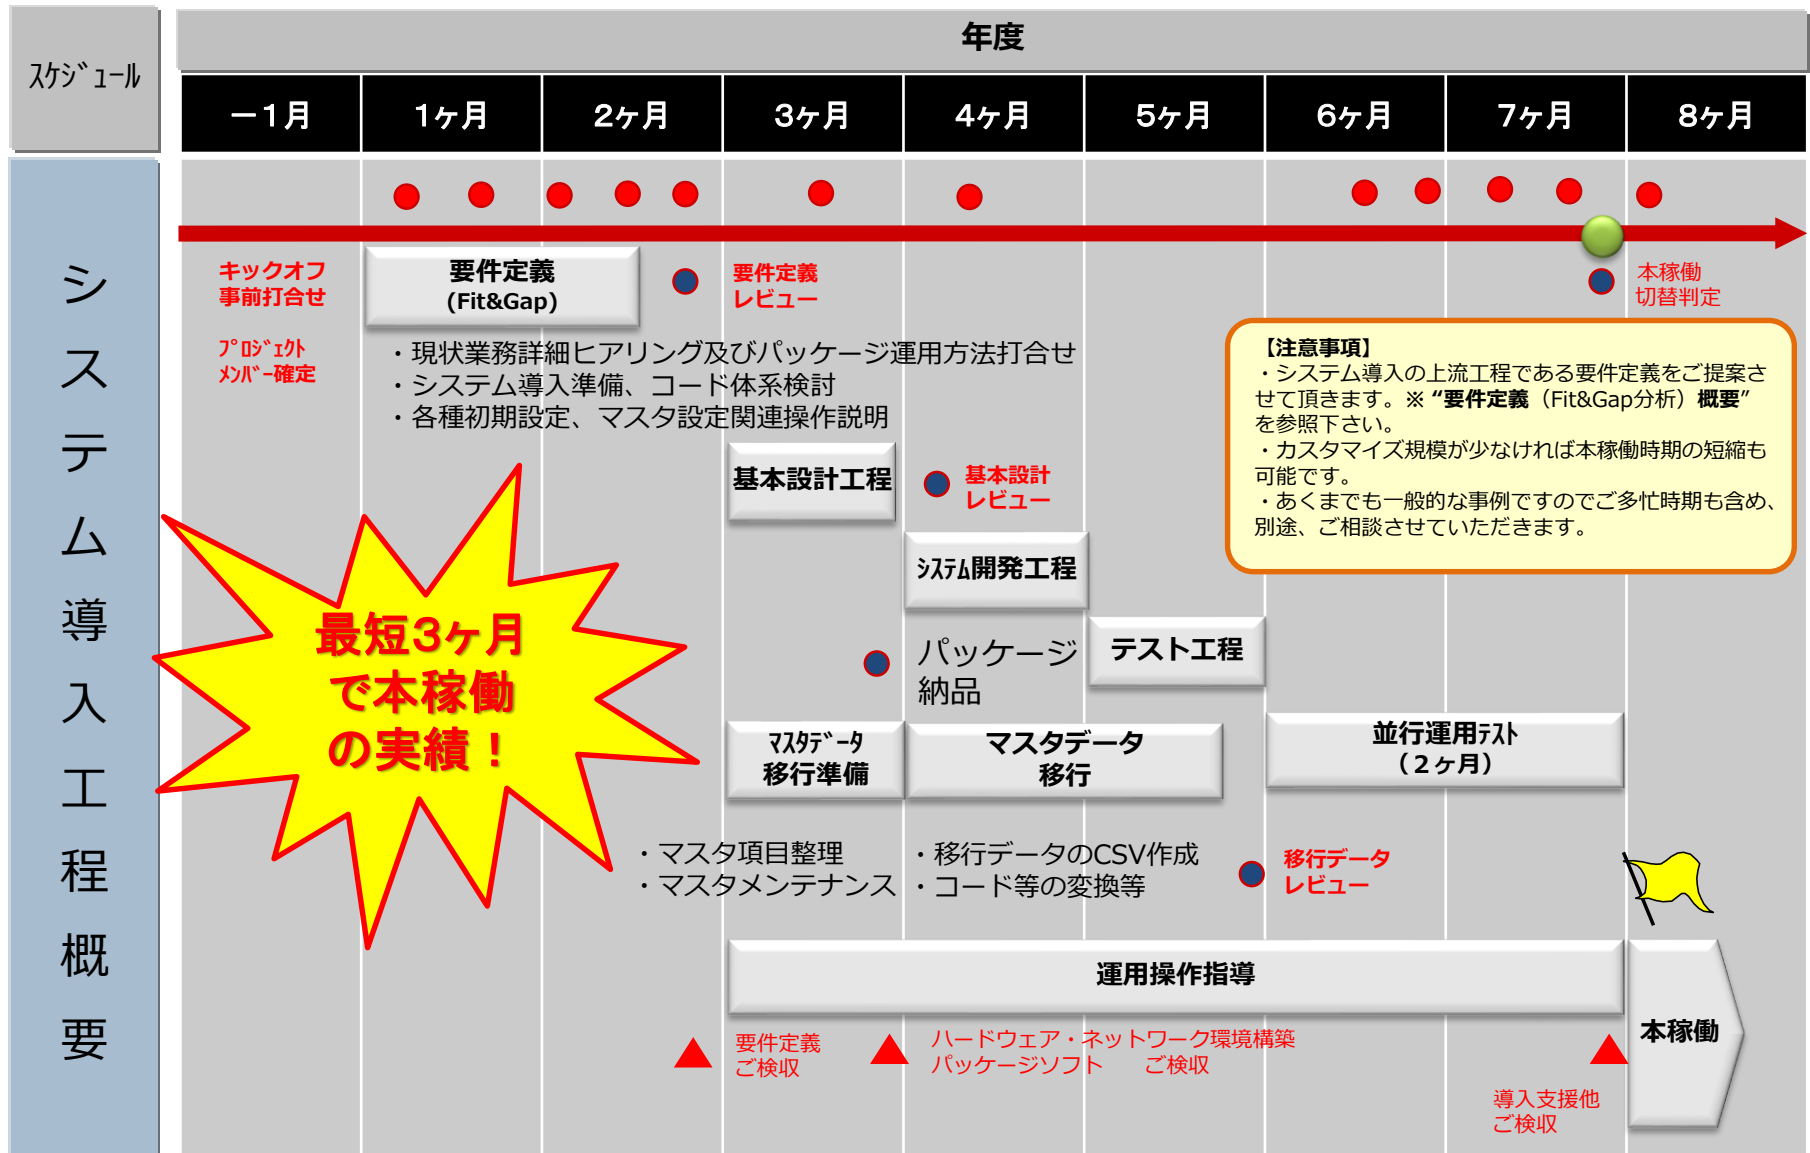 スケジュール
年度
－1月
1ヶ月
2ヶ月
3ヶ月
4ヶ月
5ヶ月
6ヶ月
7ヶ月
8ヶ月
システム導入工程概要
キックオフ
事前打合せ
要件定義
(Fit&Gap)
要件定義
レビュー
本稼働
切替判定
ﾌﾟﾛｼﾞｪｸﾄ
ﾒﾝﾊﾞｰ確定
・現状業務詳細ヒアリング及びパッケージ運用方法打合せ
・システム導入準備、コード体系検討
・各種初期設定、マスタ設定関連操作説明
【注意事項】
・システム導入の上流工程である要件定義をご提案さ
せて頂きます。※ “要件定義（Fit&Gap分析）概要”
を参照下さい。
・カスタマイズ規模が少なければ本稼働時期の短縮も
可能です。
・あくまでも一般的な事例ですのでご多忙時期も含め、
別途、ご相談させていただきます。
基本設計工程
基本設計
レビュー
ｼｽﾃﾑ開発工程
最短3ヶ月
で本稼働
の実績！
パッケージ
納品
テスト工程
ﾏｽﾀﾃﾞｰﾀ
移行準備
マスタデータ
移行
並行運用ﾃｽﾄ
（２ヶ月）
・マスタ項目整理
・マスタメンテナンス
・移行データのCSV作成
・コード等の変換等
移行データ
レビュー
運用操作指導
本稼働
要件定義
ご検収
ハードウェア・ネットワーク環境構築
パッケージソフト　　ご検収
導入支援他
ご検収